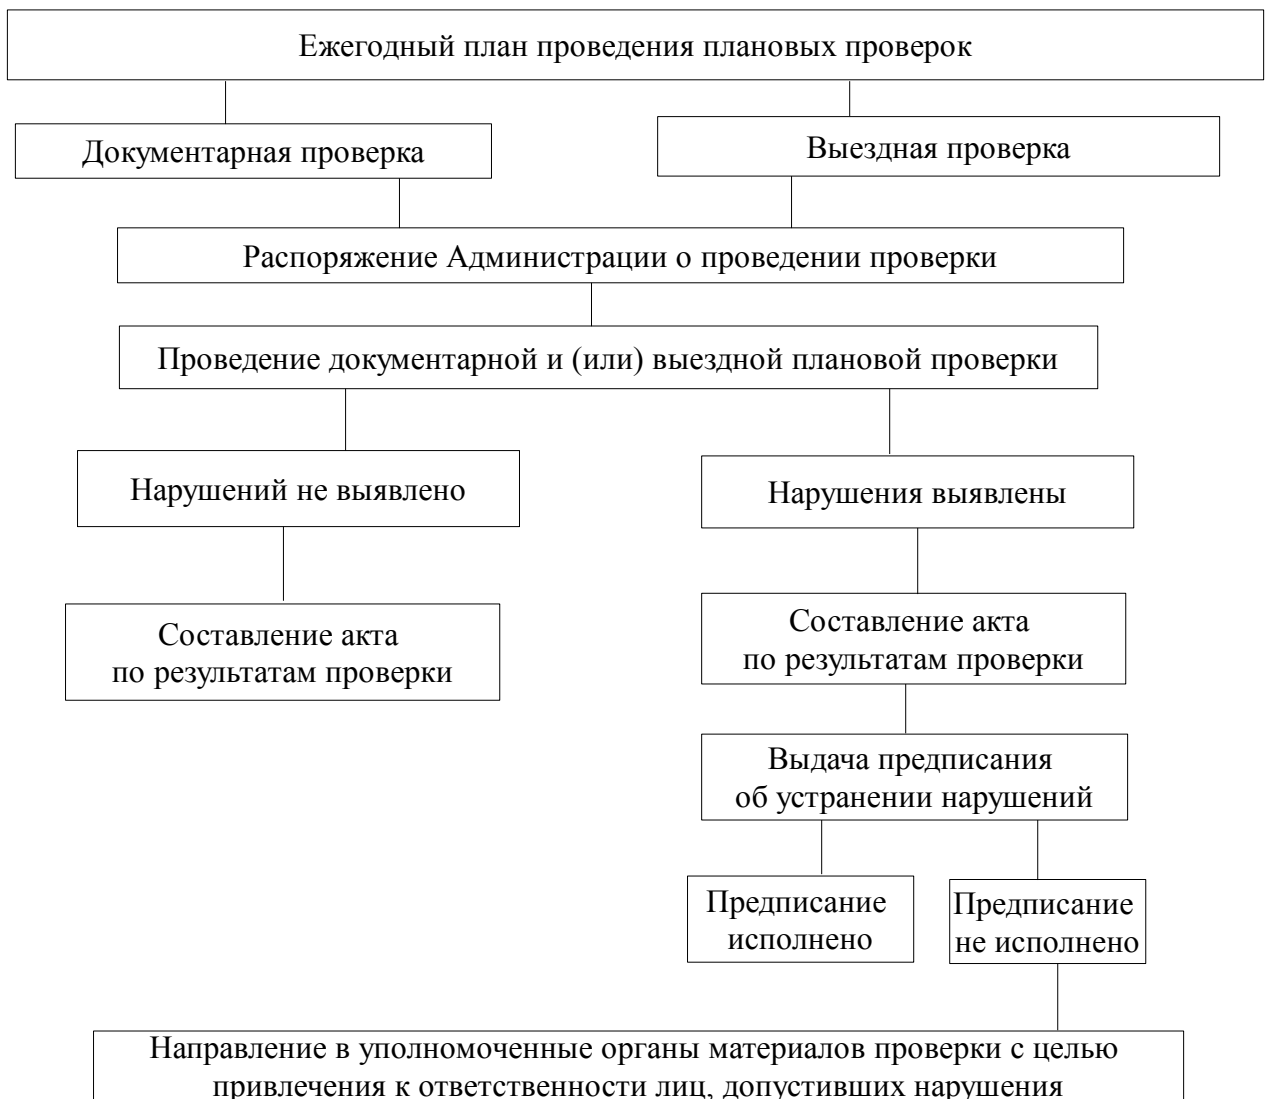 Ежегодный план проведения плановых проверок
Документарная проверка
Выездная проверка
Распоряжение Администрации о проведении проверки
Проведение документарной и (или) выездной плановой проверки
Нарушений не выявлено
Нарушения выявлены
Составление акта
по результатам проверки
Составление акта
по результатам проверки
Выдача предписания
об устранении нарушений
Предписание
исполнено
Предписание
не исполнено
Направление в уполномоченные органы материалов проверки с целью
привлечения к ответственности лиц, допустивших нарушения